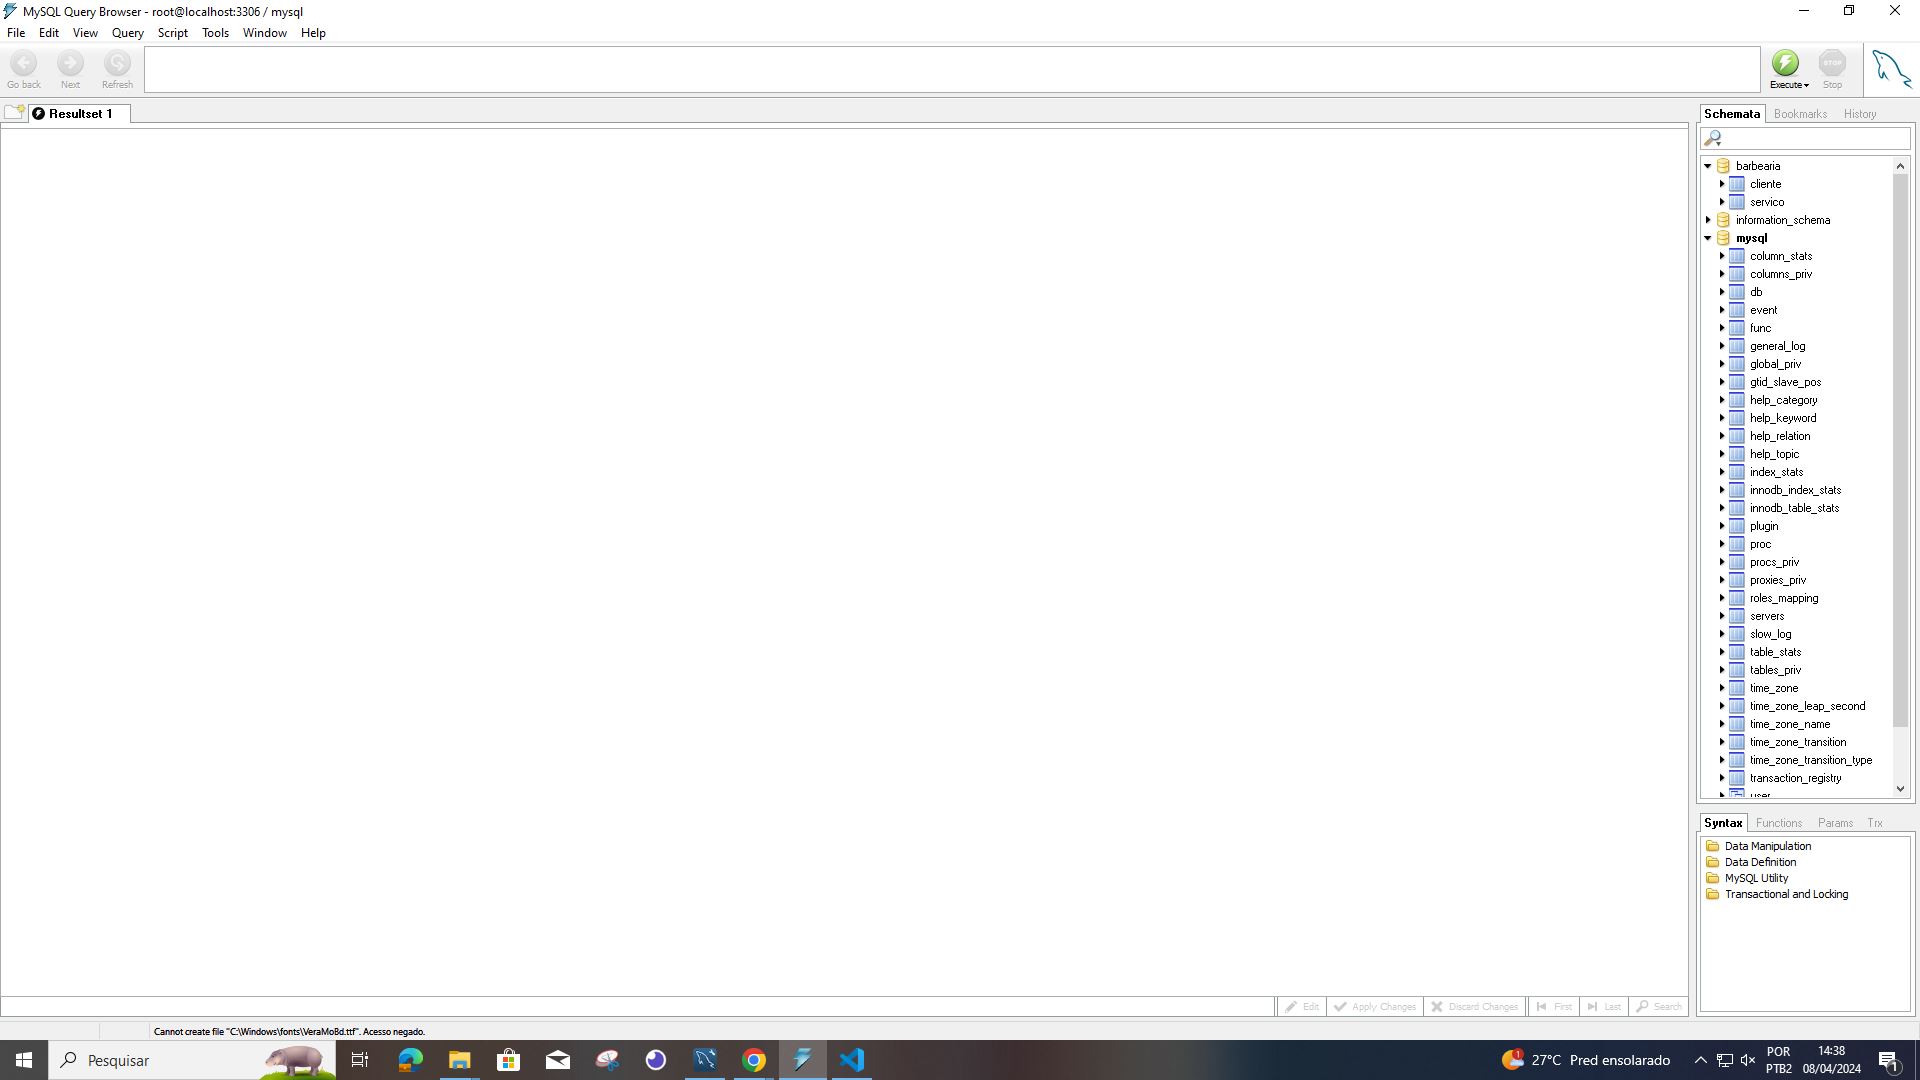 MySQL Query Browser - root@localhost:3306 / mysql
File Edit View Query Script Tools Window Help
Go back Next Refresh Execute STOP Stop
Resultset 1
Schemata Bookmarks History
barbearia
cliente
servico
information_schema
mysql
column_stats
columns_priv
db
event
func
general_log
global_priv
gtid_slave_pos
help_category
help_keyword
help_relation
help_topic
index_stats
innodb_index_stats
innodb_table_stats
plugin
proc
procs_priv
proxies_priv
roles_mapping
servers
slow_log
table_stats
tables_priv
time_zone
time_zone_leap_second
time_zone_name
time_zone_transition
time_zone_transition_type
transaction_registry
user
Syntax Functions Params Trx
Data Manipulation
Data Definition
MySQL Utility
Transactional and Locking
Edit Apply Changes Discard Changes First Last Search
Cannot create file "C:\Windows\fonts\VeraMoBd.ttf". Acesso negado.
Pesquisar
1 27°C Pred ensolarado
POR
PTB2
14:38
08/04/2024
1